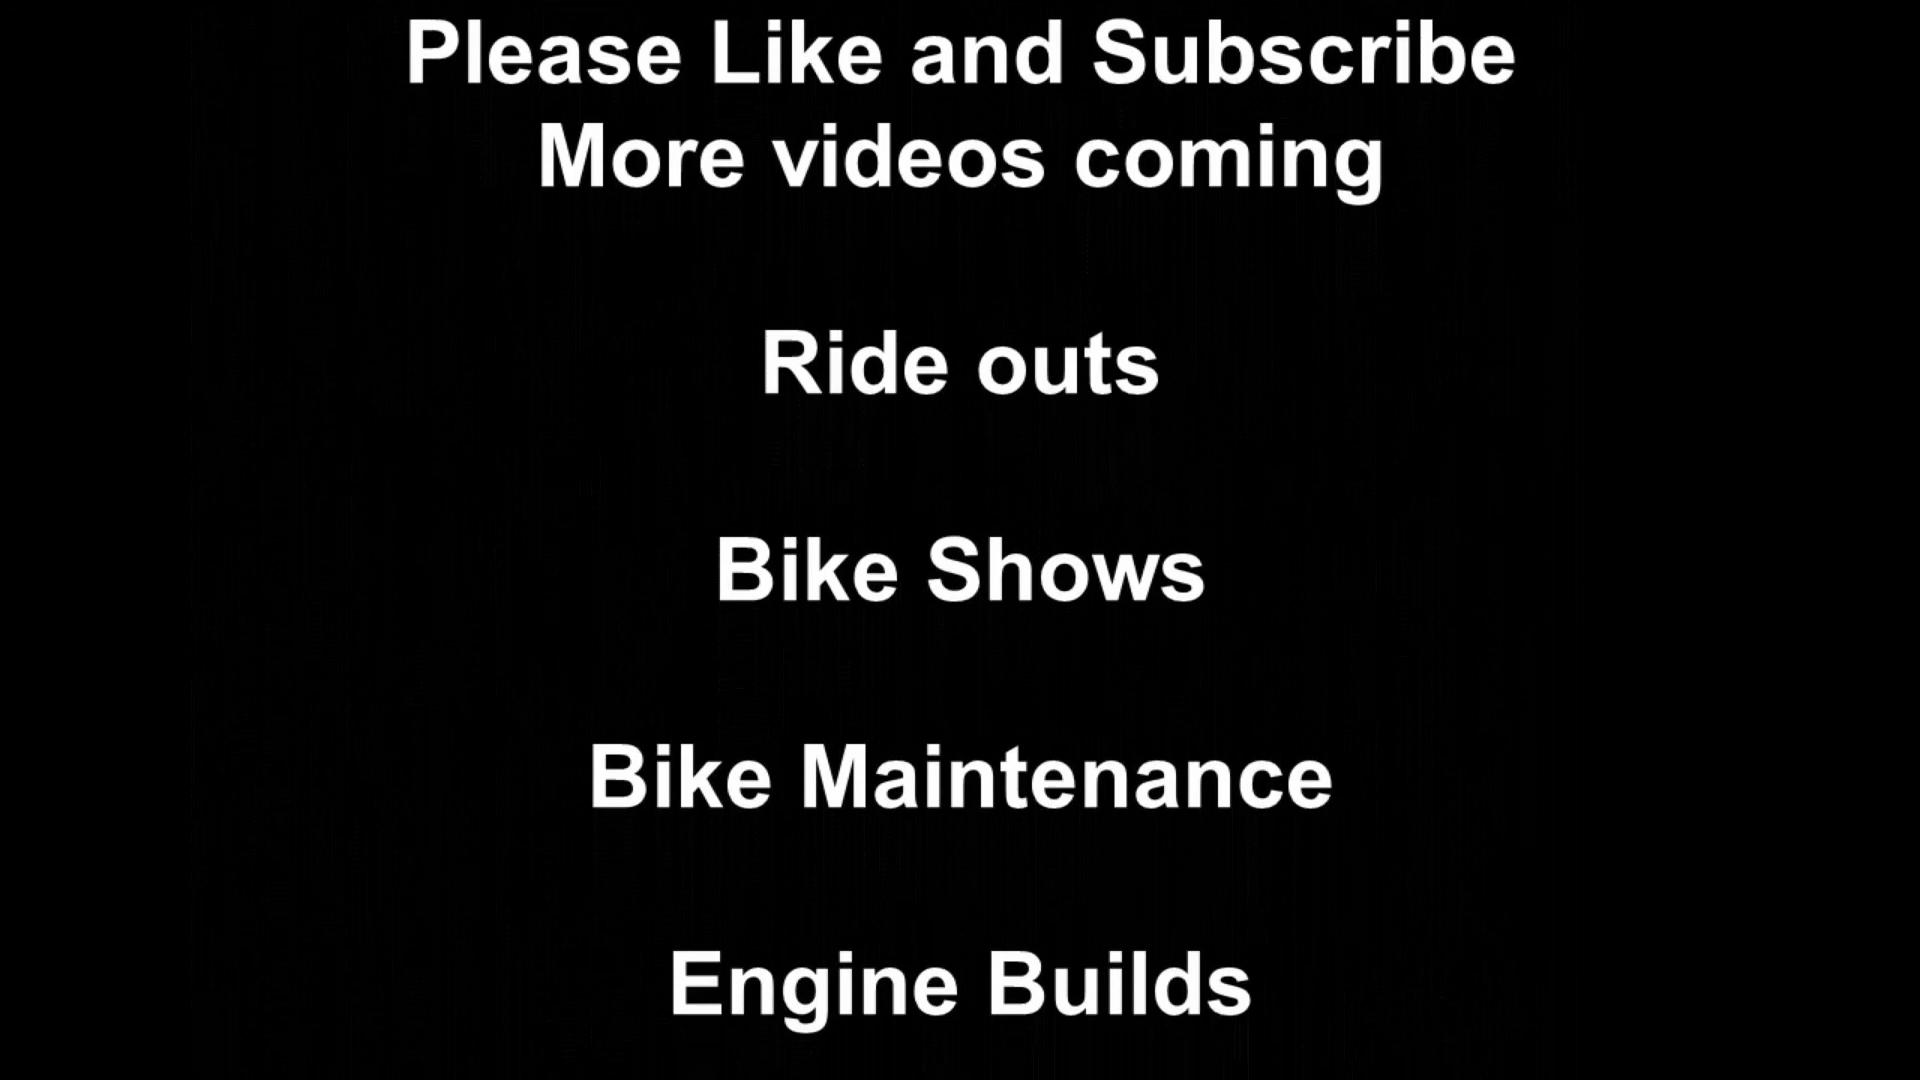 Please Like and Subscribe
More videos coming
Ride outs
Bike Shows
Bike Maintenance
Engine Builds